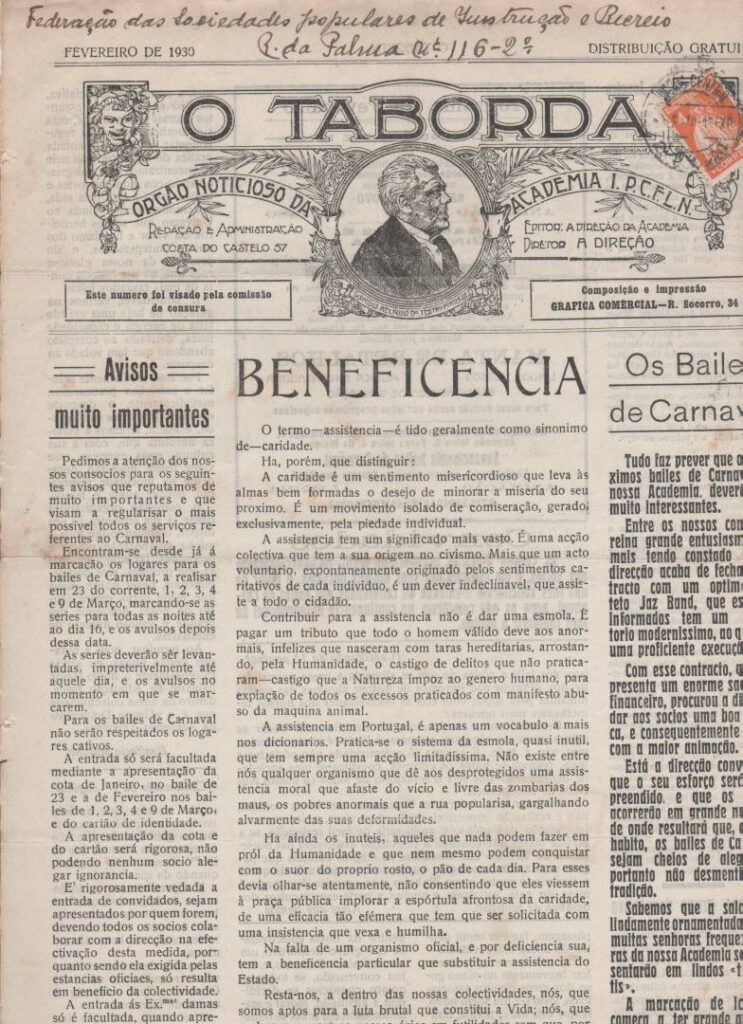 Federação das Sociedades populares de Instrução e Recreio
R. da Palma nº 116-2º
FEVEREIRO DE 1930
DISTRIBUIÇÃO GRATUI
O TABORDA
ORGÃO NOTICIOSO DA
ACADEMIA I.P.C.F.L.N.
REDAÇÃO E ADMINISTRAÇÃO
COSTA DO CASTELO 57
EDITOR: A DIREÇÃO DA ACADEMIA
DIRETOR A DIREÇÃO
Este numero foi visado pela comissão
de censura
Composição e impressão
GRAFICA COMERCIAL—R. Socorro, 34
Avisos
muito importantes
Pedimos a atenção dos nos-
sos consocios para os seguin-
tes avisos que reputamos de
muito importantes e que
visam a regularisar o mais
possivel todos os serviços re-
ferentes ao Carnaval.
Encontram-se desde já á
marcação os logares para os
bailes de Carnaval, a realisar
em 23 do corrente, 1, 2, 3, 4
e 9 de Março, marcando-se as
series para todas as noites até
ao dia 16, e os avulsos depois
dessa data.
As series deverão sêr levan-
tadas, impreterivelmente até
aquele dia, e os avulsos no
momento em que se mar-
carem.
Para os bailes de Carnaval
não serão respeitados os loga-
res cativos.
A entrada só será facultada
mediante a apresentação da
cota de Janeiro, no baile de
23 e a de Fevereiro nos bai-
les de 1, 2, 3, 4 e 9 de Março,
e do cartão de identidade.
A apresentação da cota e
do cartão será rigorosa, não
podendo nenhum socio ale-
gar ignorancia.
E' rigorosamente vedada a
entrada de convidados, sejam
apresentados por quem forem,
devendo todos os socios cola-
borar com a direcção na efe-
ctivação desta medida, por-
quanto sendo ela exigida pelas
estancias oficiaes, só resulta
em beneficio da colectividade.
A entrada ás Ex.mas damas
só é facultada, quando apre-
BENEFICENCIA
O termo—assistencia—é tido geralmente como sinonimo
de—caridade.
Ha, porêm, que distinguir:
A caridade é um sentimento misericordioso que leva às
almas bem formadas o desejo de minorar a miseria do seu
proximo. É um movimento isolado de comiseração, gerado
exclusivamente, pela piedade individual.
A assistencia tem um significado mais vasto. É uma acção
colectiva que tem a sua origem no civismo. Mais que um acto
voluntario, expontaneamente originado pelos sentimentos ca-
ritativos de cada individuo, é um dever indeclinavel, que assis-
te a todo o cidadão.
Contribuir para a assistencia não é dar uma esmola. É
pagar um tributo que todo o homem válido deve aos anor-
mais, infelizes que nasceram com taras hereditarias, arrostan-
do, pela Humanidade, o castigo de delitos que não pratica-
ram—castigo que a Natureza impoz ao genero humano, para
expiação de todos os excessos praticados com manifesto abu-
so da maquina animal.
A assistencia em Portugal, é apenas um vocabulo a mais
nos dicionarios. Pratica-se o sistema da esmola, quasi inutil,
que tem sempre uma acção limitadissima. Não existe entre
nós qualquer organismo que dê aos desprotegidos uma assis-
tencia moral que afaste do vício e livre das zombarias dos
maus, os pobres anormais que a rua popularisa, gargalhando
alvarmente das suas deformidades.
Ha ainda os inuteis, aqueles que nada podem fazer em
pról da Humanidade e que nem mesmo podem conquistar
com o suor do proprio rosto, o pão de cada dia. Para esses
devia olhar-se atentamente, não consentindo que eles viessem
à praça pública implorar a espórtula afrontosa da caridade,
de uma eficacia tão efémera que tem que ser solicitada com
uma insistencia que vexa e humilha.
Na falta de um organismo oficial, e por deficiencia sua,
tem a beneficencia particular que substituir a assistencia do
Estado.
Resta-nos, a dentro das nossas colectividades, nós, que
somos aptos para a luta brutal que constitui a Vida; nós, que
Os Baile
de Carnav
Tudo faz prever que o
ximos bailes de Carnav
nossa Academia, deverã
muito interessantes.
Entre os nossos con
reina grande entusiasm
mais tendo constado
direcção acaba de fecha
tracto com um optim
teto Jaz Band, que es
informados tem um
torio modernissimo, ao q
uma proficiente execuçã
Com esse contracto, q
presenta um enorme sac
financeiro, procurou a di
dar aos socios uma boa
ca, e consequentemente
com a maior animação.
Está a direcção conv
que o seu esforço será
preendido, e que os
ocorrerão em grande nu
de onde resultará que, a
habito, os bailes de Ca
sejam cheios de aleg
portanto não desmenti
tradição.
Sabemos que a sala
lindamente ornamentada
muitas senhoras freque
ras da nossa Academia se
sentarão em lindos «t
tis».
A marcação de lo
começa a ter grande a